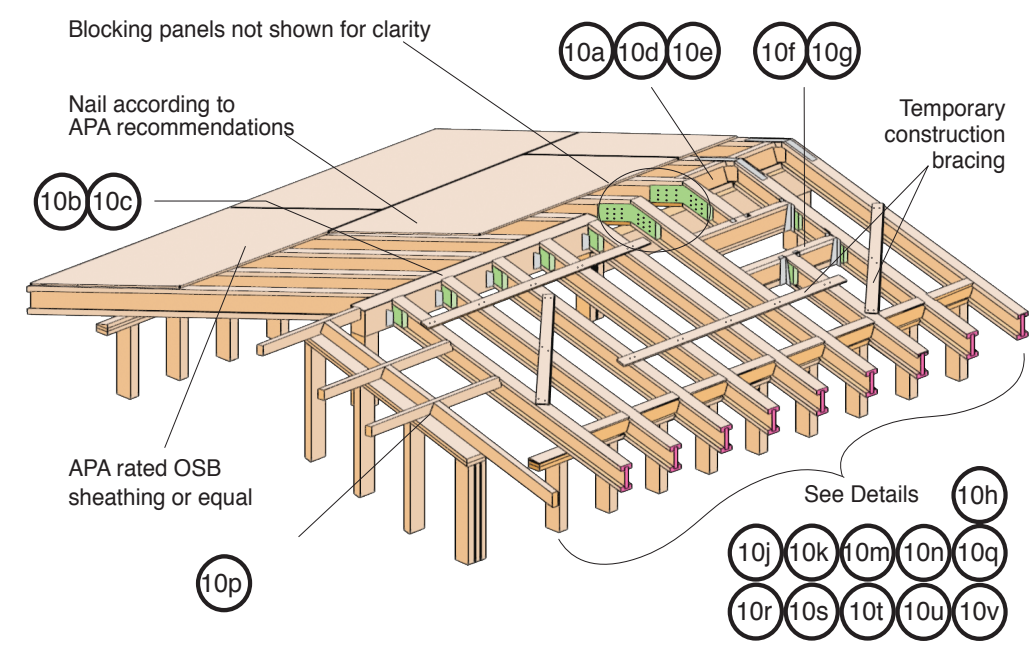 Blocking panels not shown for clarity
10a 10d 10e
10f 10g
Nail according to
APA recommendations
Temporary
construction
bracing
10b 10c
APA rated OSB
sheathing or equal
See Details
10h
10j 10k 10m 10n 10q
10p
10r 10s 10t 10u 10v